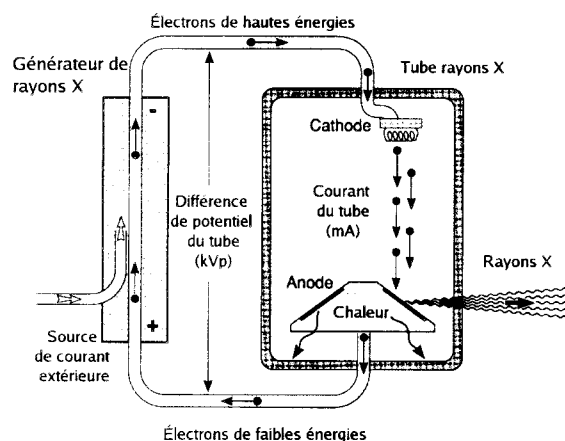 Électrons de hautes énergies
Générateur de
rayons X
Tube rayons X
-
Cathode
Différence
de potentiel
du tube
(kVp)
Courant
du tube
(mA)
Rayons X
Anode
Chaleur
+
Source
de courant
extérieure
Électrons de faibles énergies